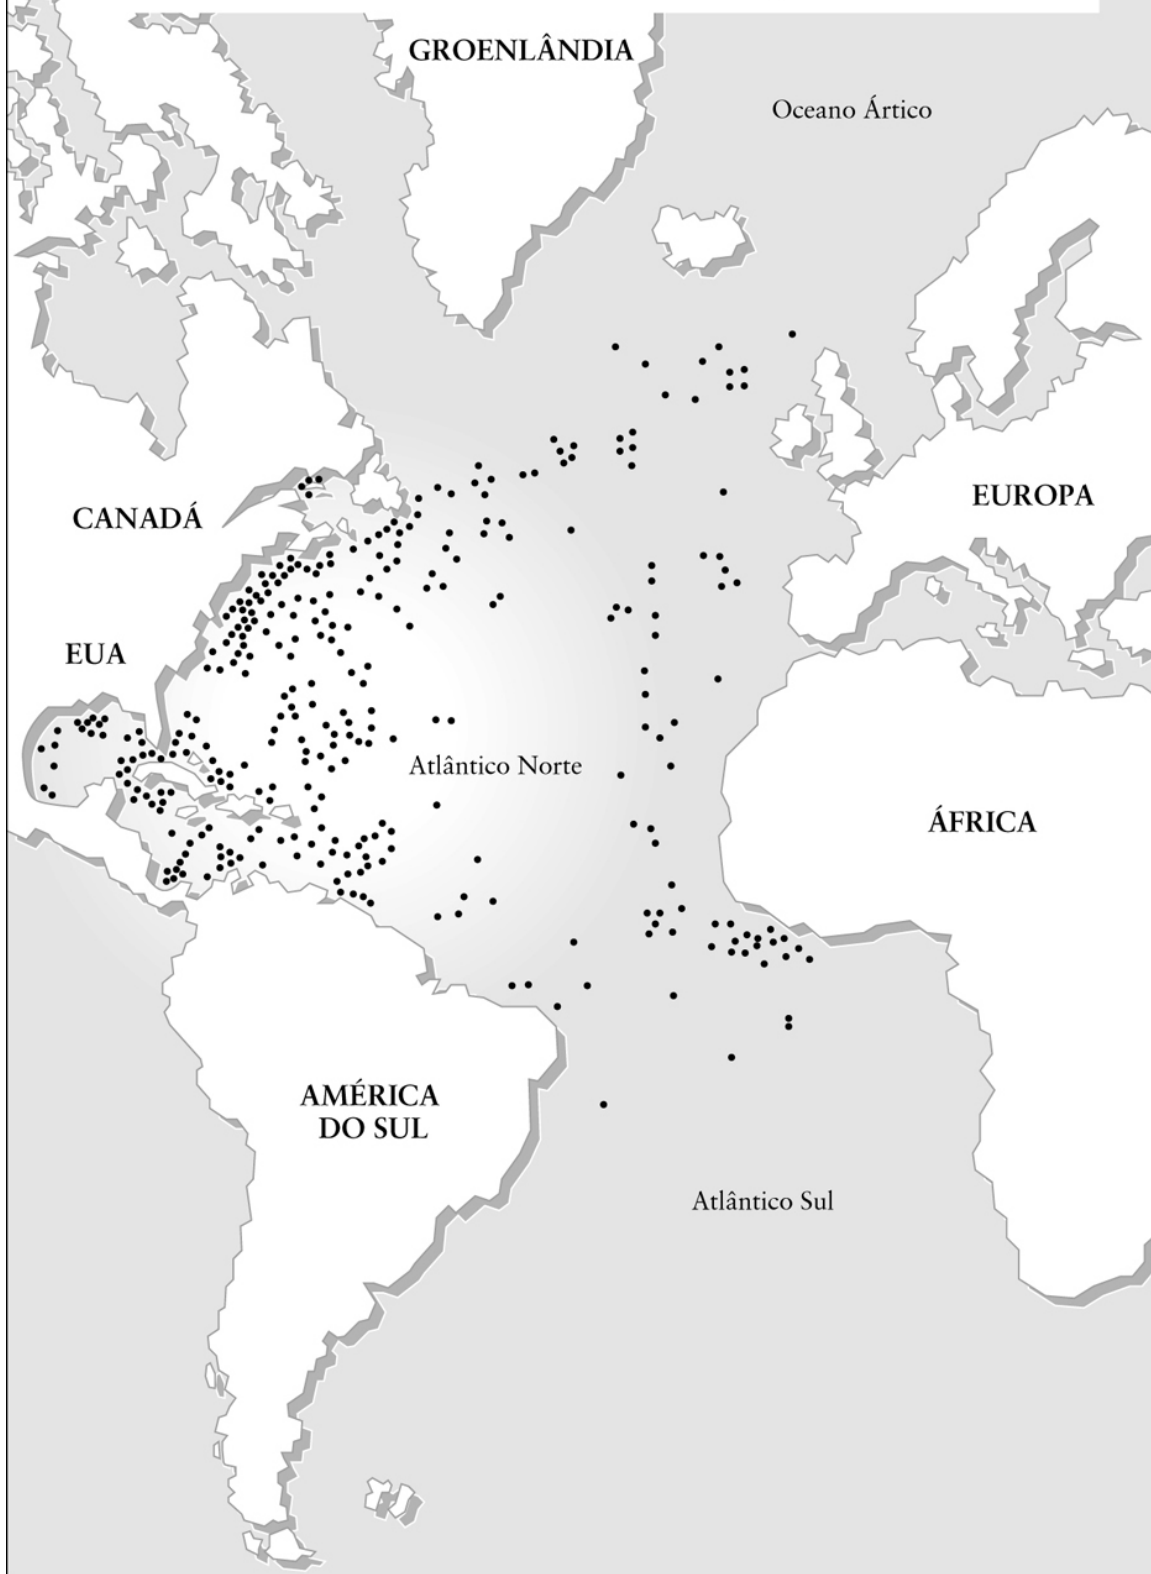 GROENLÂNDIA
Oceano Ártico
EUROPA
CANADÁ
EUA
Atlântico Norte
ÁFRICA
AMÉRICA
DO SUL
Atlântico Sul